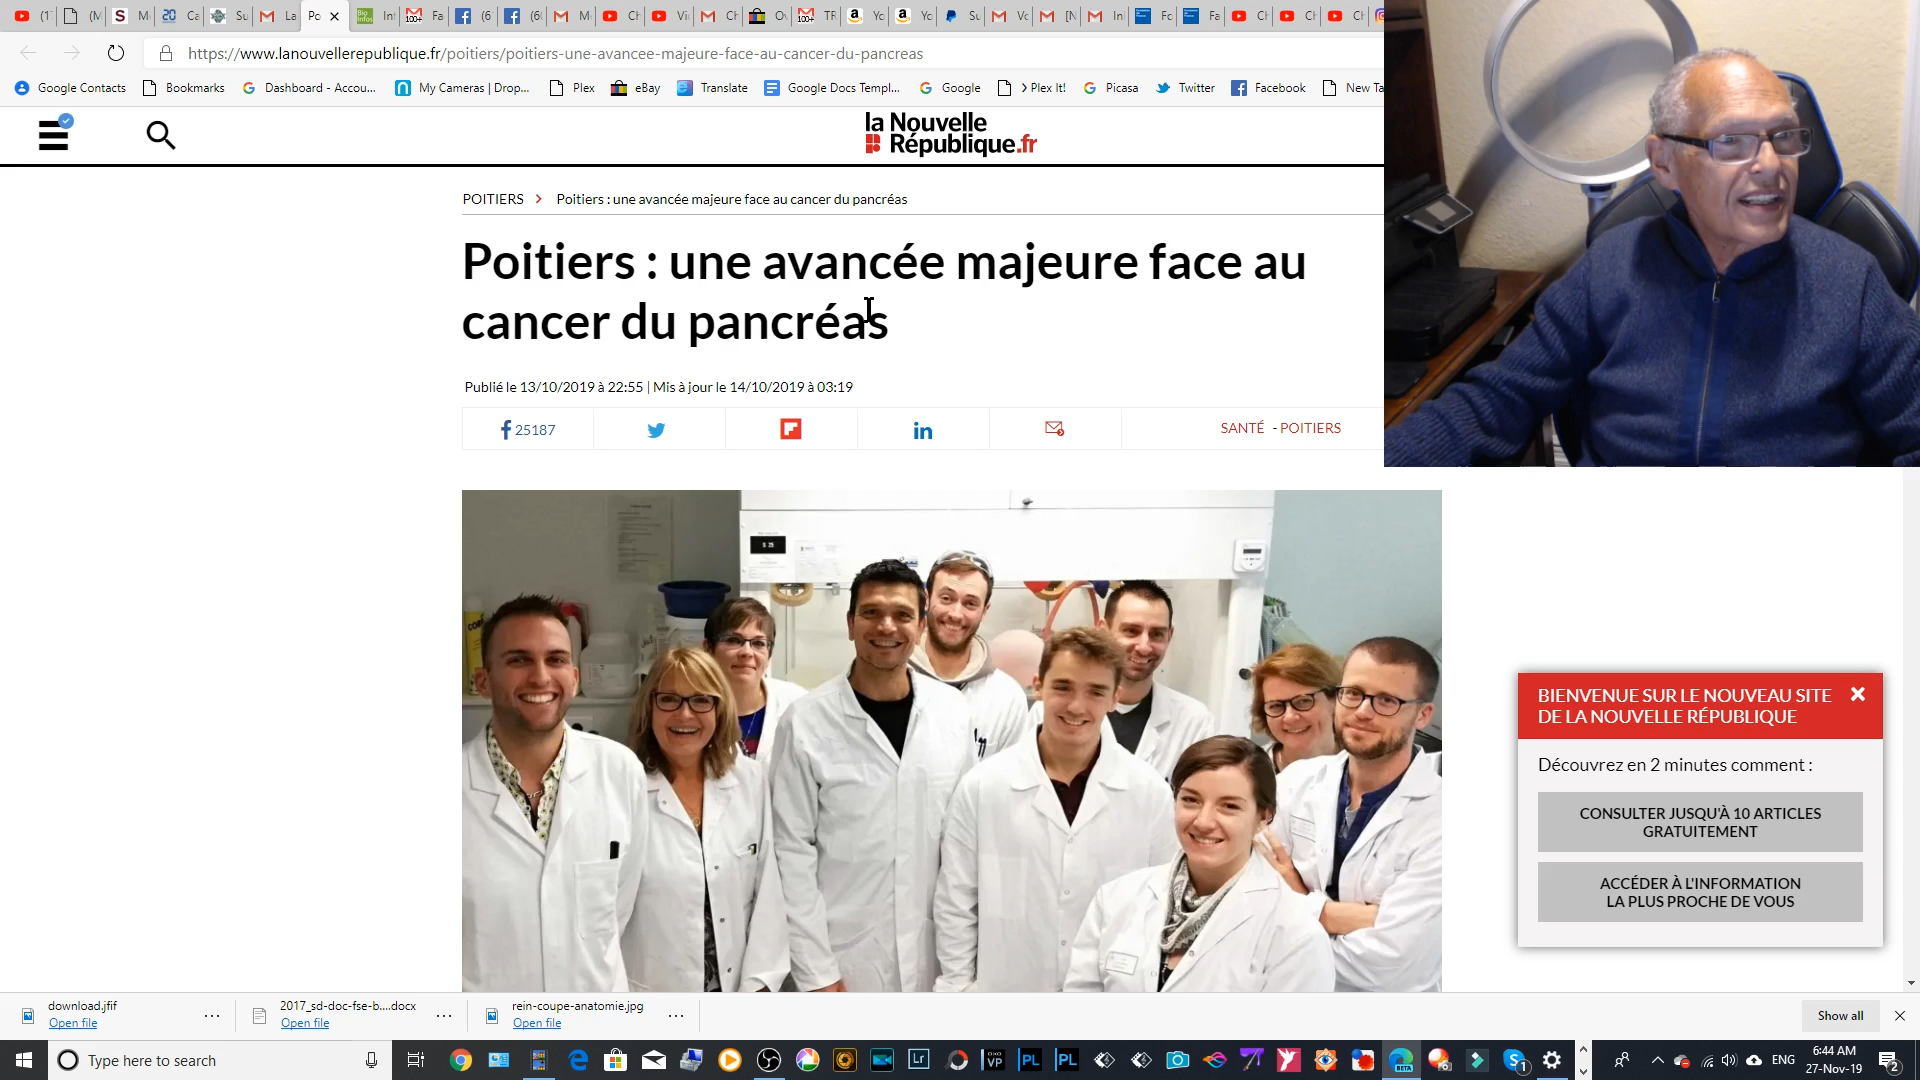 https://www.lanouvellerepublique.fr/poitiers/poitiers-une-avancee-majeure-face-au-cancer-du-pancreas
Google Contacts
Bookmarks
Dashboard - Accou...
My Cameras | Drop...
Plex
eBay
Translate
Google Docs Templ...
Google
> Plex It!
Picasa
Twitter
Facebook
New Ta
la Nouvelle
République.fr
POITIERS > Poitiers : une avancée majeure face au cancer du pancréas
Poitiers : une avancée majeure face au
cancer du pancréas
Publié le 13/10/2019 à 22:55 | Mis à jour le 14/10/2019 à 03:19
25187
SANTÉ - POITIERS
BIENVENUE SUR LE NOUVEAU SITE
DE LA NOUVELLE RÉPUBLIQUE
Découvrez en 2 minutes comment :
CONSULTER JUSQU'À 10 ARTICLES
GRATUITEMENT
ACCÉDER À L'INFORMATION
LA PLUS PROCHE DE VOUS
download.jfif
Open file
2017_sd-doc-fse-b....docx
Open file
rein-coupe-anatomie.jpg
Open file
Show all
Type here to search
ENG
6:44 AM
27-Nov-19